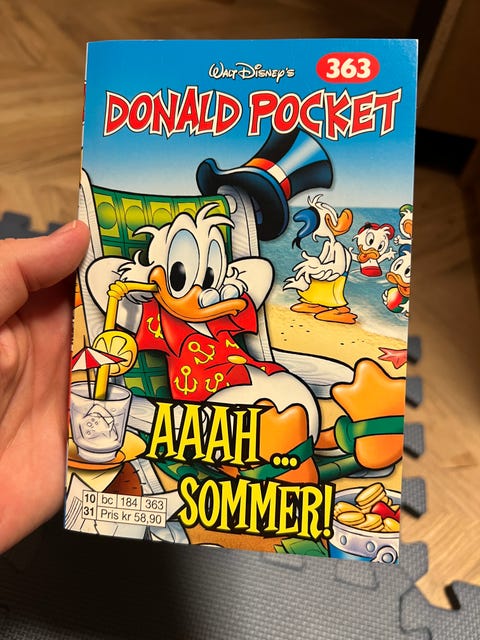 Walt Disney's
363
DONALD POCKET
AAAH ...
SOMMER!
10 bc 184 363
31 Pris kr 58,90